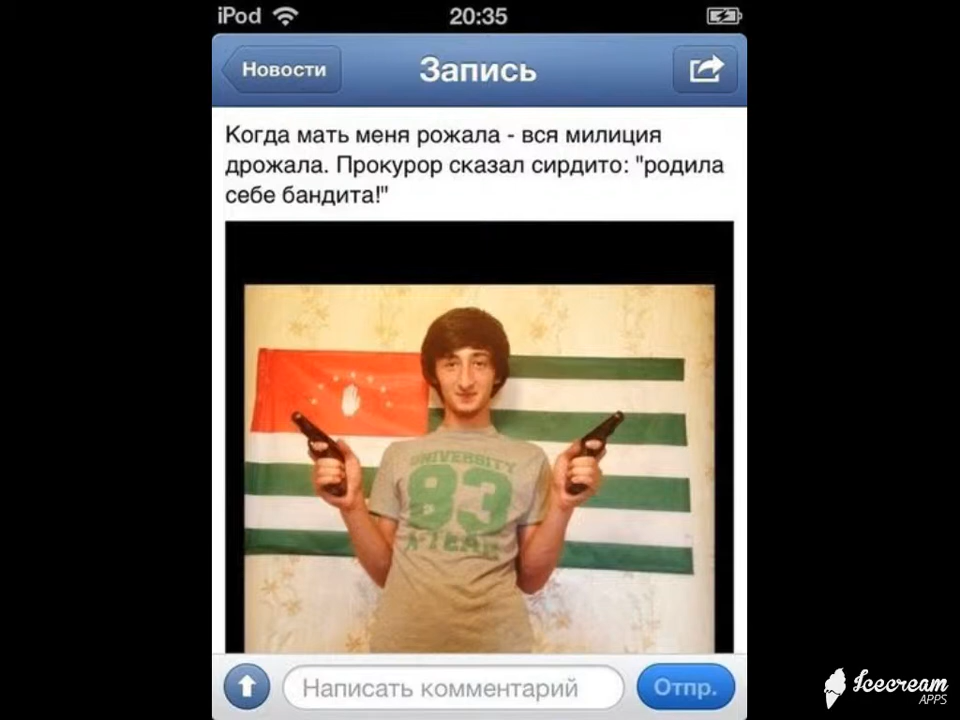 iPod 20:35
Новости Запись
Когда мать меня рожала - вся милиция
дрожала. Прокурор сказал сирдито: "родила
себе бандита!"
UNIVERSITY
83
A-TEAM
Написать комментарий Отпр.
Icecream
APPS